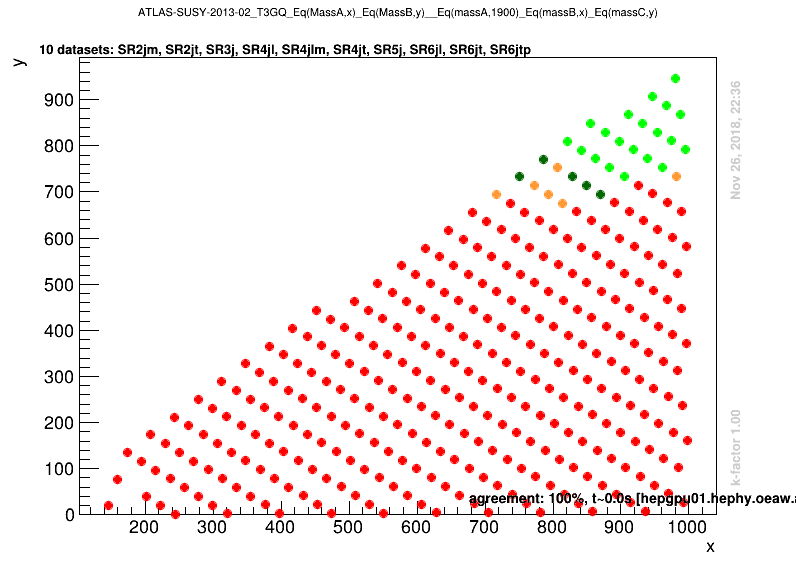 ATLAS-SUSY-2013-02_T3GQ_Eq(MassA,x)_Eq(MassB,y)__Eq(massA,1900)_Eq(massB,x)_Eq(massC,y)
10 datasets: SR2jm, SR2jt, SR3j, SR4jl, SR4jlm, SR4jt, SR5j, SR6jl, SR6jt, SR6jtp
y
900
800
700
600
500
400
300
200
100
0
200 300 400 500 600 700 800 900 1000
x
agreement: 100%, t~0.0s [hepgpu01.hephy.oeaw.a
Nov 26, 2018, 22:36
k-factor 1.00